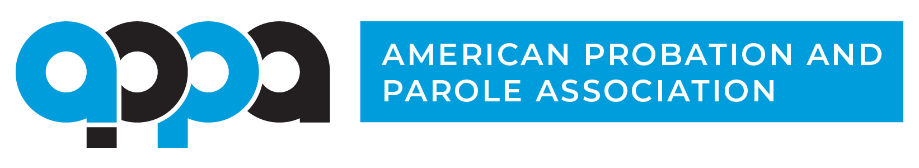 appa
AMERICAN PROBATION AND
PAROLE ASSOCIATION